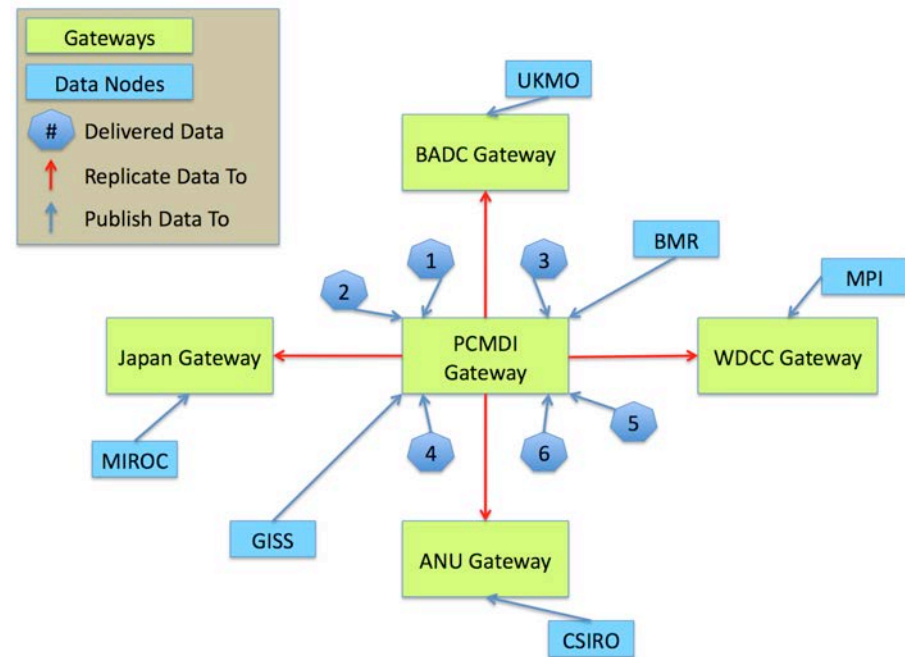 Gateways
Data Nodes
# Delivered Data
Replicate Data To
Publish Data To
UKMO
BADC Gateway
BMR
MPI
1
3
2
Japan Gateway
PCMDI
Gateway
WDCC Gateway
MIROC
4
6
5
GISS
ANU Gateway
CSIRO